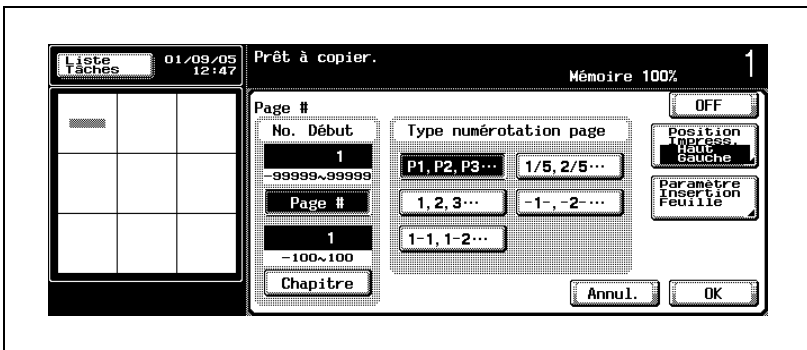 Liste
Tâches
01/09/05
12:47
Prêt à copier.
Mémoire 100%
1
Page #
OFF
No. Début
Type numérotation page
Position
Impress.
Haut
Gauche
1
-99999~99999
P1, P2, P3…
1/5, 2/5…
Page #
1, 2, 3…
-1-, -2-…
Paramètre
Insertion
Feuille
1
-100~100
1-1, 1-2…
Chapitre
Annul.
OK